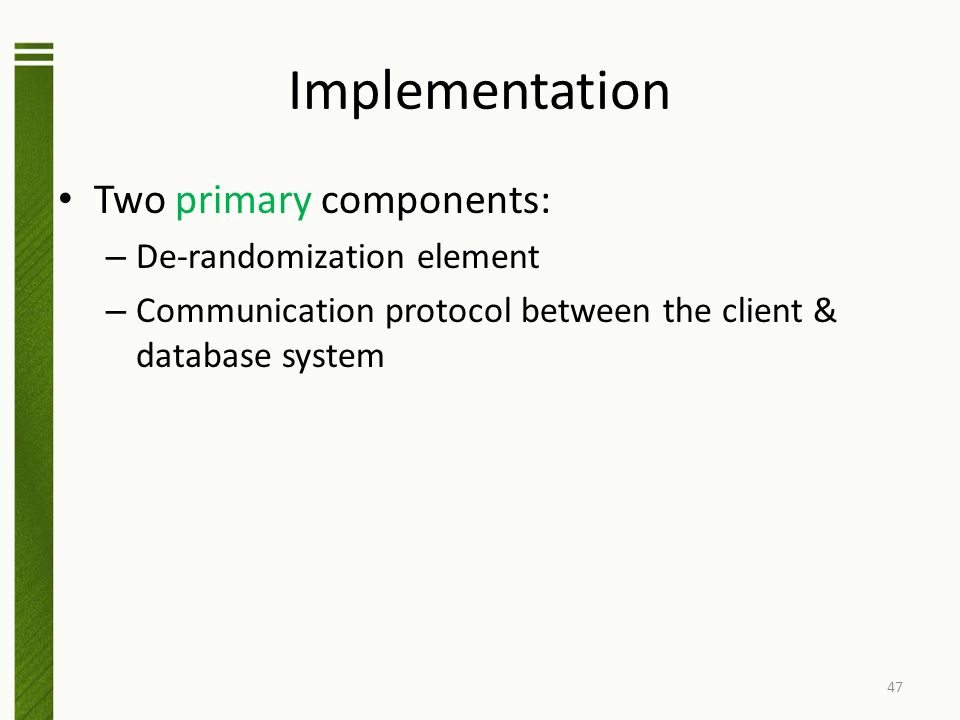 Implementation
• Two primary components:
– De-randomization element
– Communication protocol between the client &
database system
47